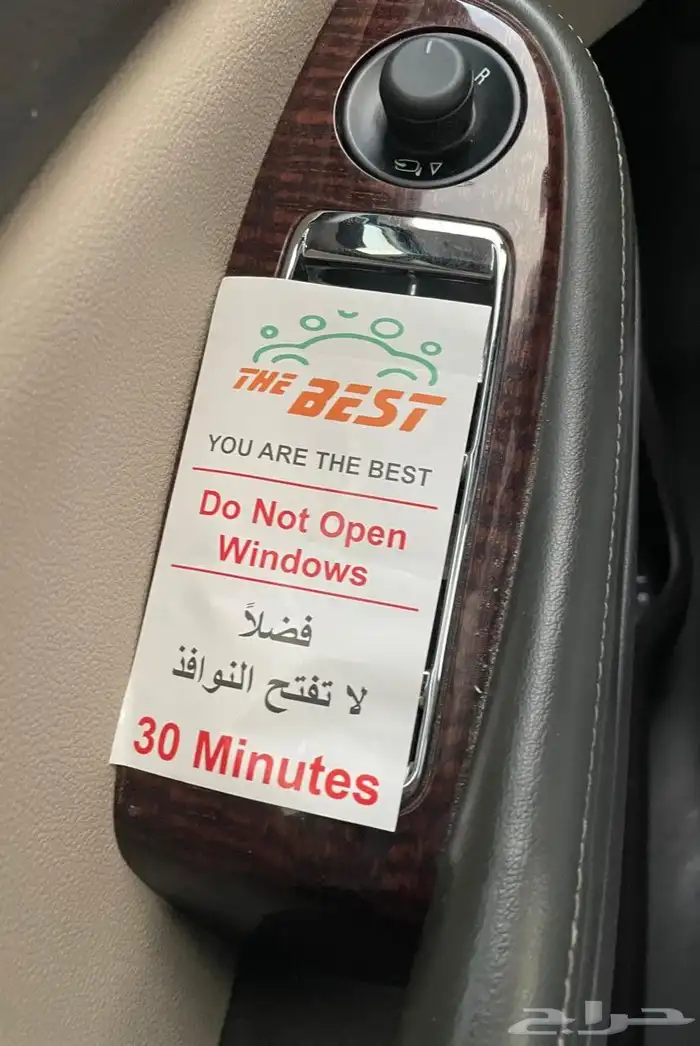 R
THE BEST
YOU ARE THE BEST
Do Not Open
Windows
فضلاً
لا تفتح النوافذ
30 Minutes
حراج